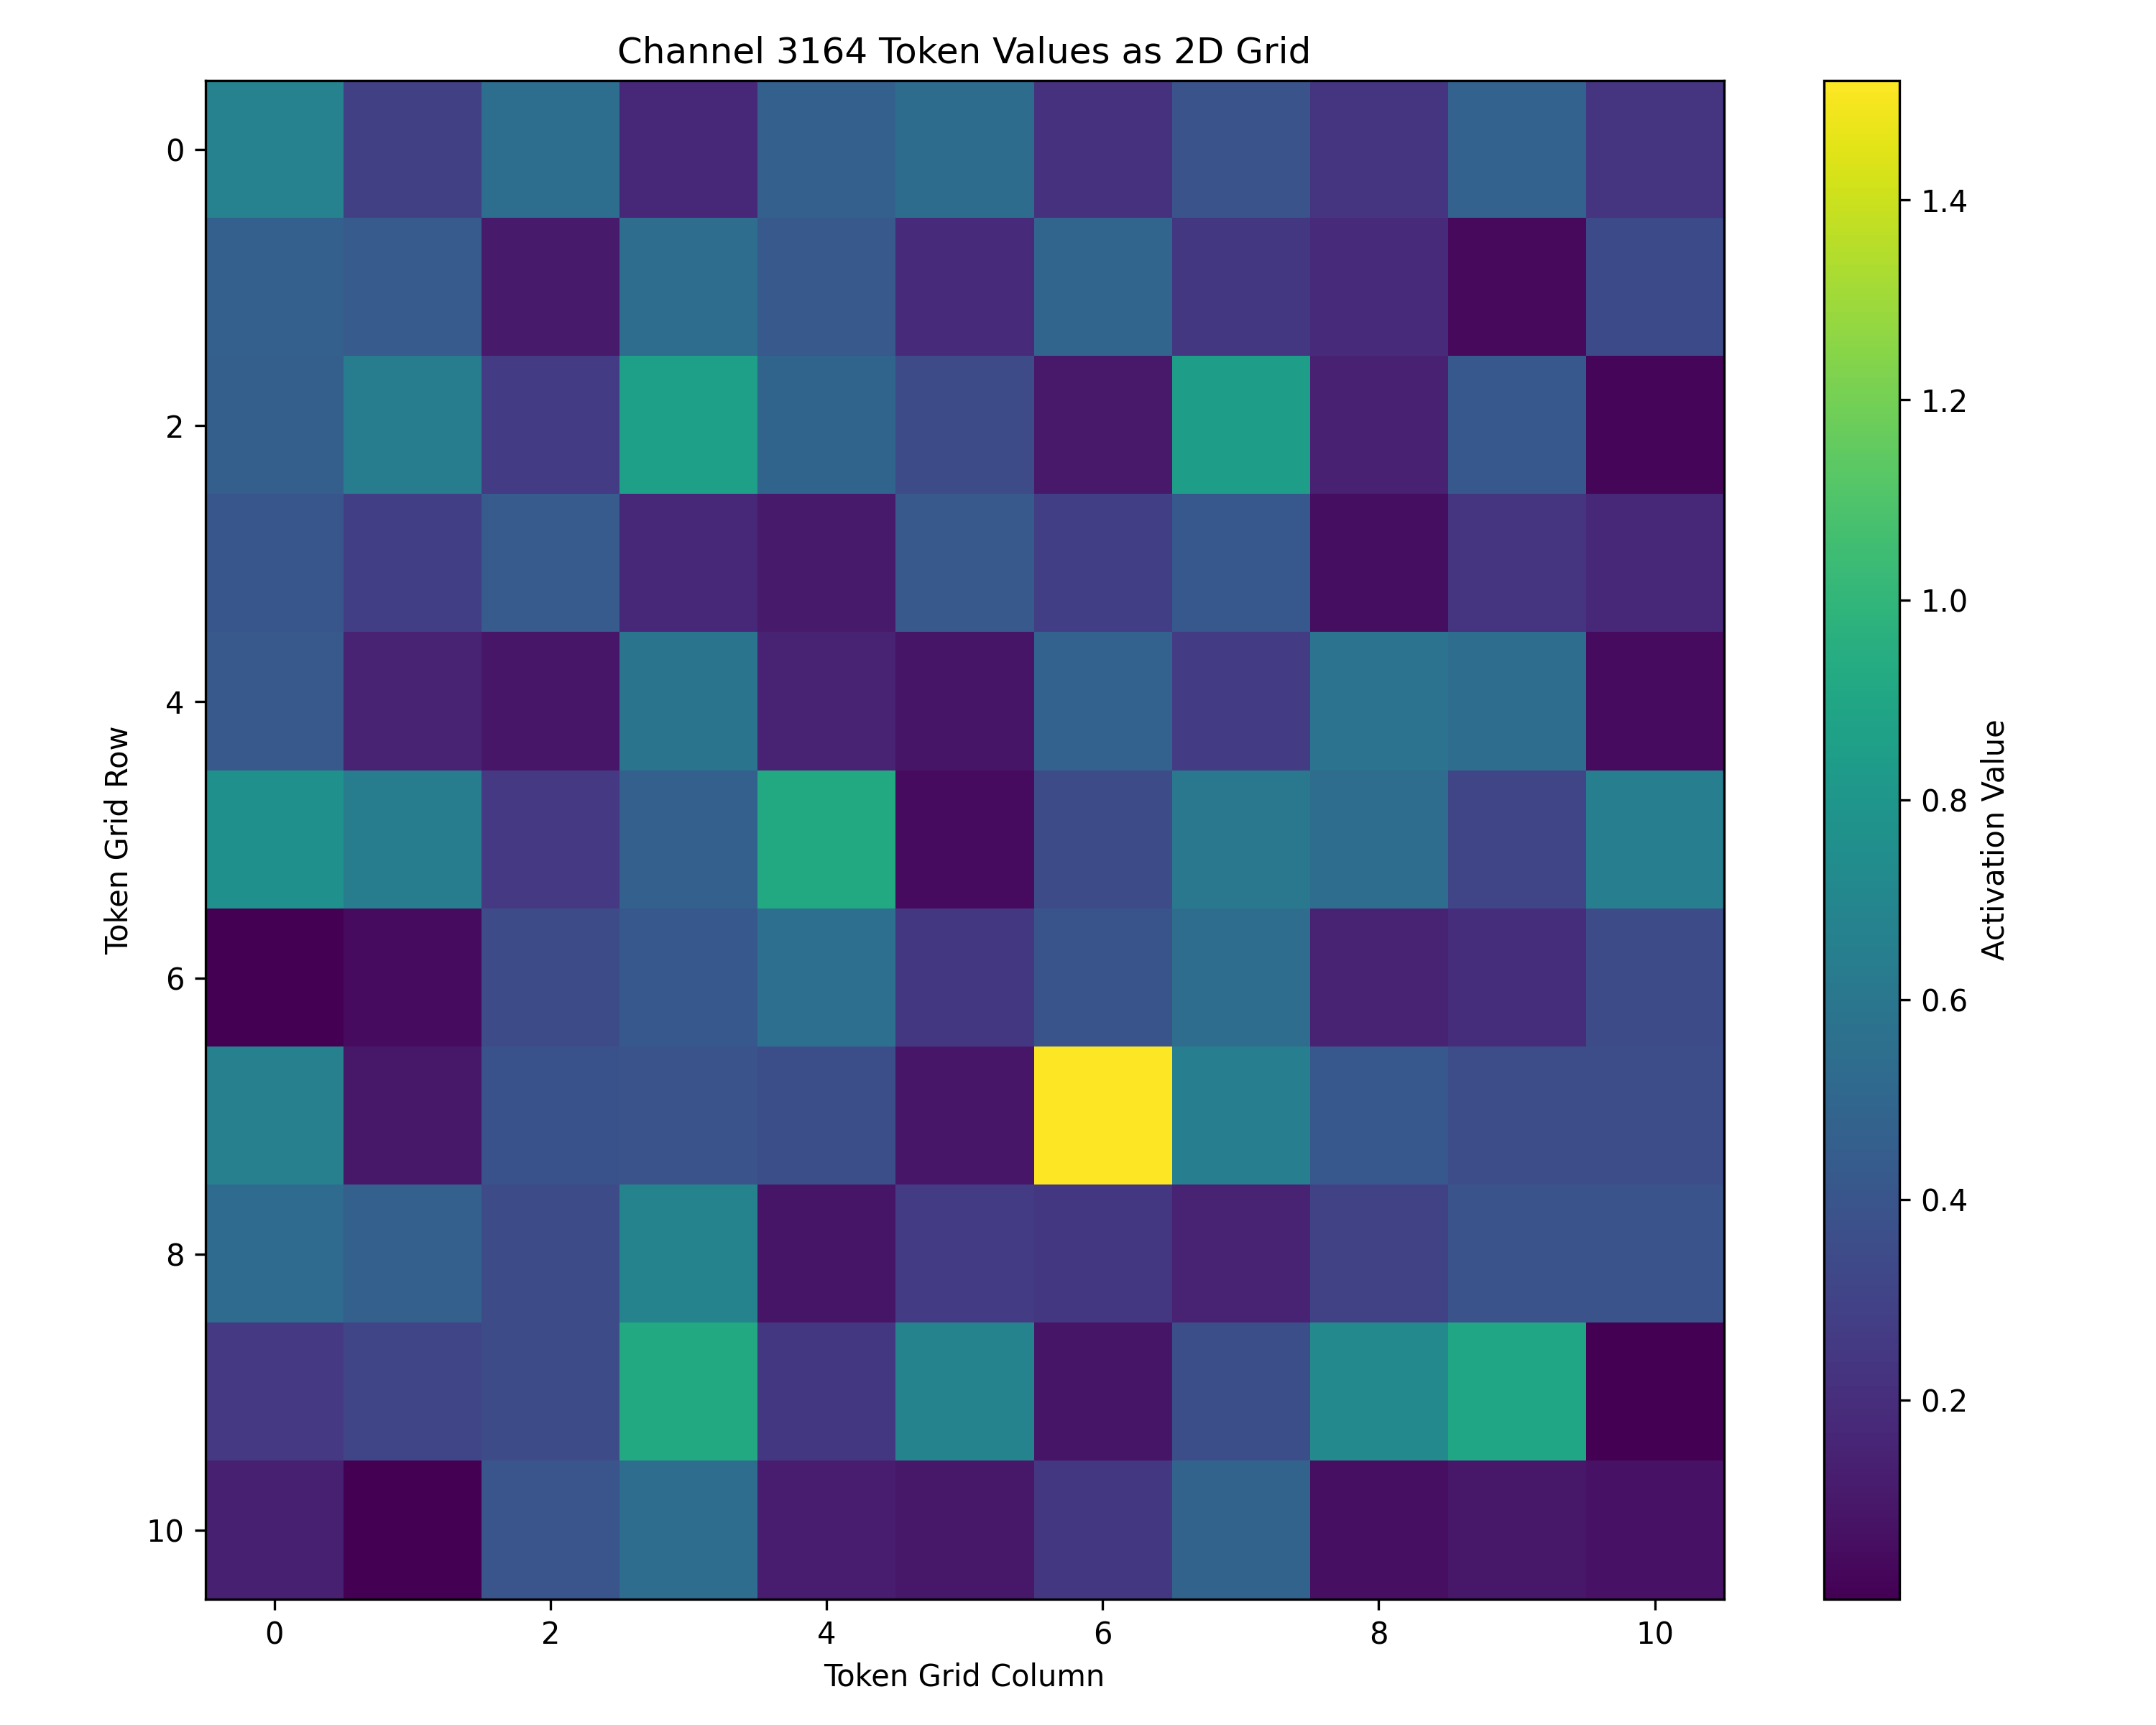 Channel 3164 Token Values as 2D Grid
0
2
4
6
8
10
Token Grid Row
0 2 4 6 8 10
Token Grid Column
1.4
1.2
1.0
0.8
0.6
0.4
0.2
Activation Value